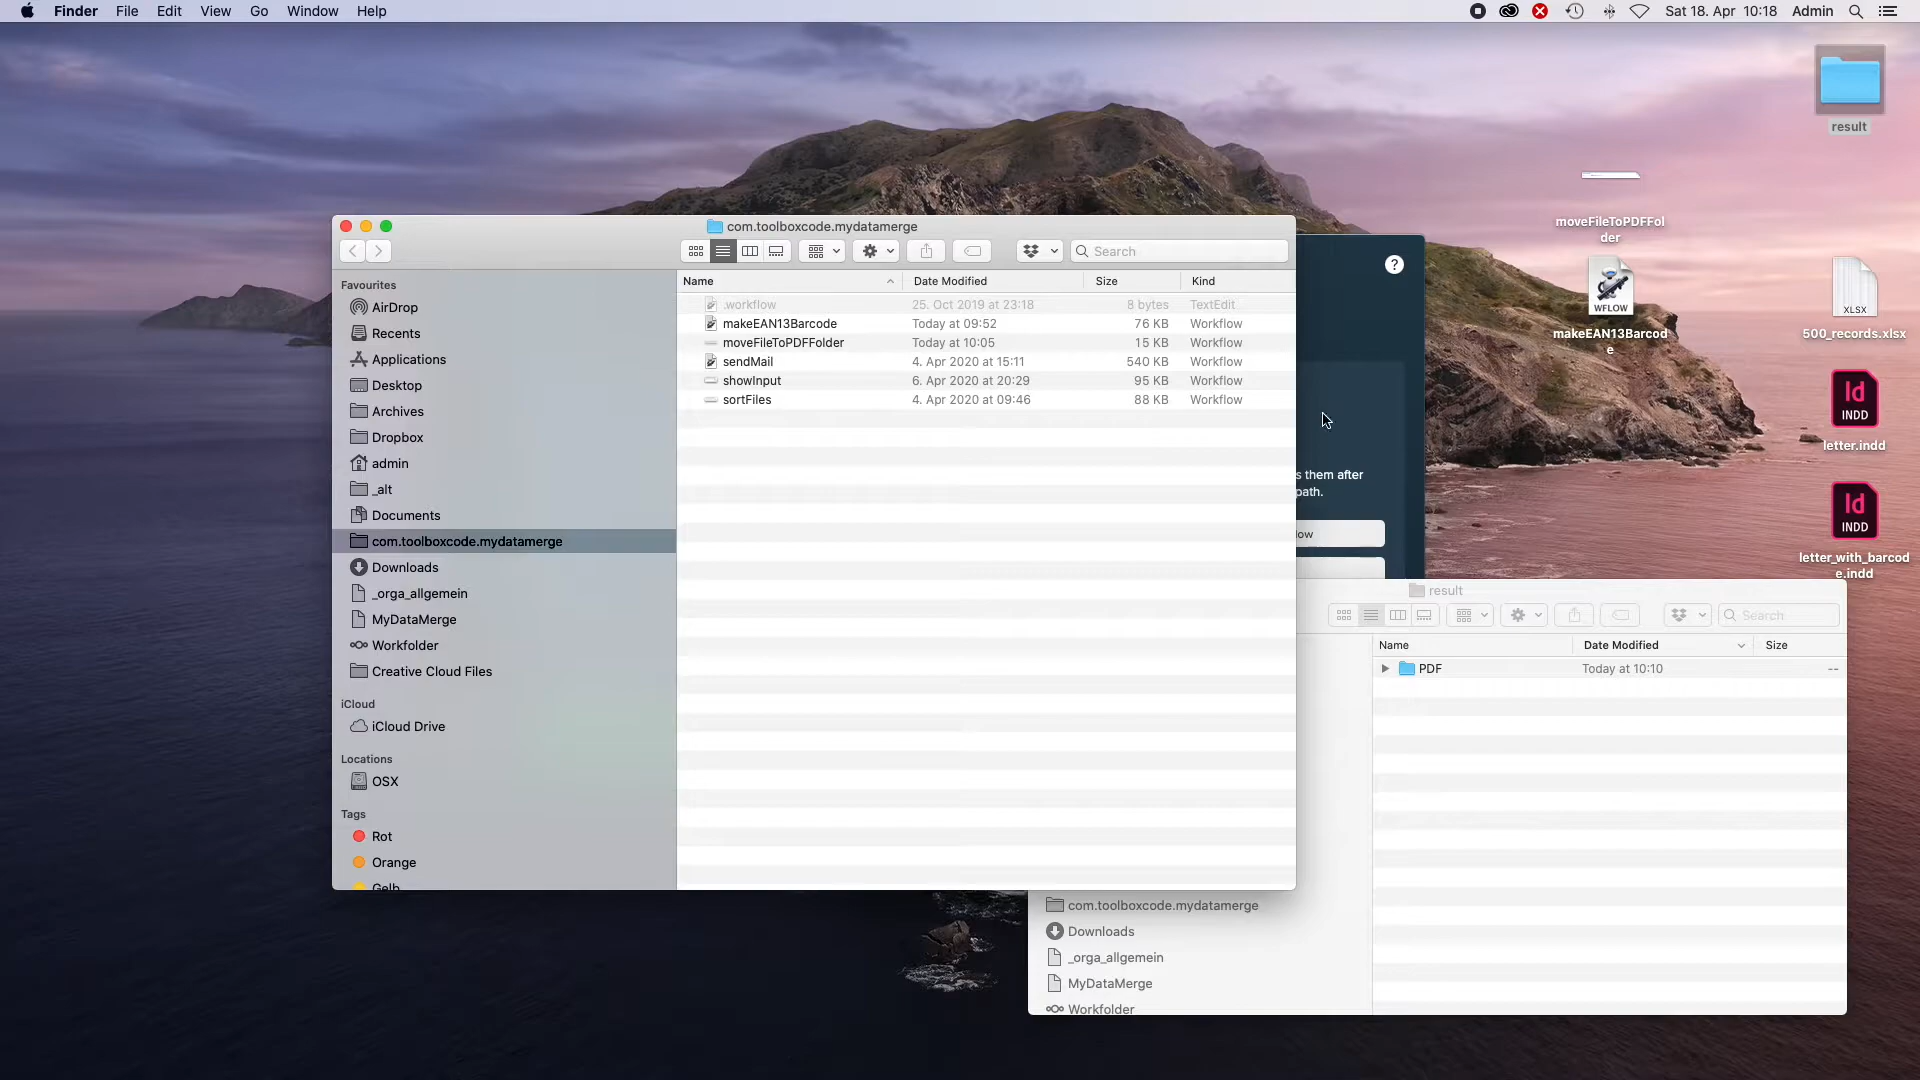 Finder File Edit View Go Window Help
Sat 18. Apr 10:18 Admin
result
moveFileToPDFFol
der
WFLOW
makeEAN13Barcod
e
XLSX
500_records.xlsx
Id
INDD
letter.indd
Id
INDD
letter_with_barcod
e.indd
com.toolboxcode.mydatamerge
Search
Favourites
AirDrop
Recents
Applications
Desktop
Archives
Dropbox
admin
_alt
Documents
com.toolboxcode.mydatamerge
Downloads
_orga_allgemein
MyDataMerge
Workfolder
Creative Cloud Files
iCloud
iCloud Drive
Locations
OSX
Tags
Rot
Orange
Gelb
Name Date Modified Size Kind
.workflow 25. Oct 2019 at 23:18 8 bytes TextEdit
makeEAN13Barcode Today at 09:52 76 KB Workflow
moveFileToPDFFolder Today at 10:05 15 KB Workflow
sendMail 4. Apr 2020 at 15:11 540 KB Workflow
showInput 6. Apr 2020 at 20:29 95 KB Workflow
sortFiles 4. Apr 2020 at 09:46 88 KB Workflow
?
s them after
path.
low
result
Search
Name Date Modified Size
PDF Today at 10:10 --
com.toolboxcode.mydatamerge
Downloads
_orga_allgemein
MyDataMerge
Workfolder